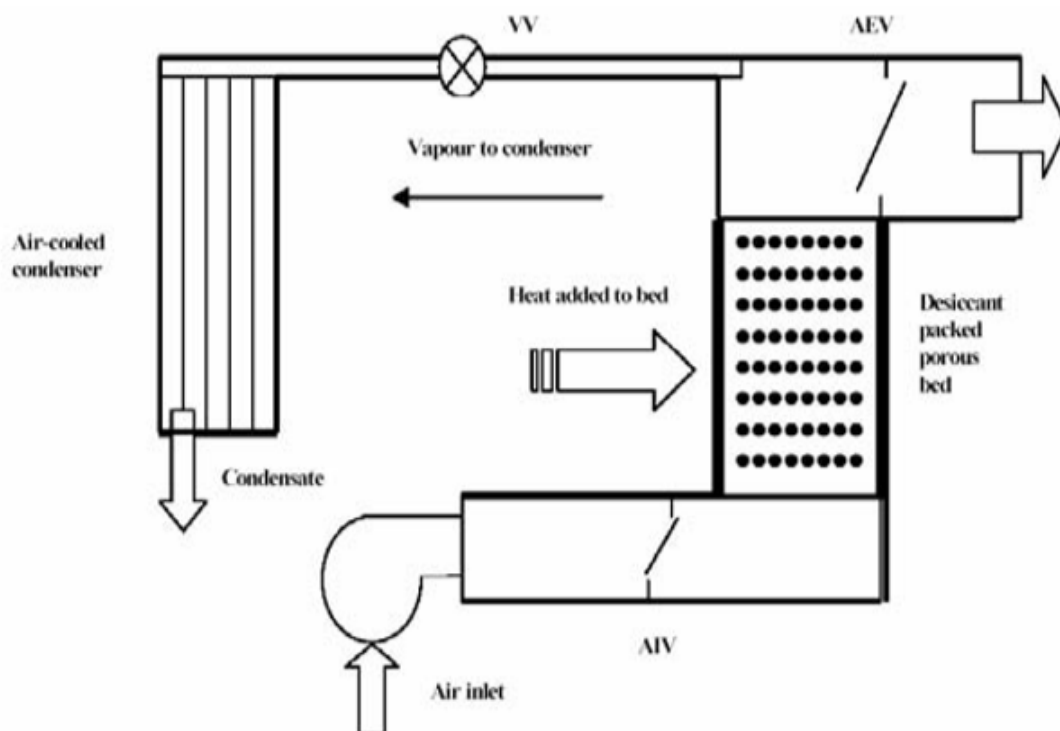 VV
AEV
Vapour to condenser
Air-cooled
condenser
Heat added to bed
Desiccant
packed
porous
bed
Condensate
AIV
Air inlet